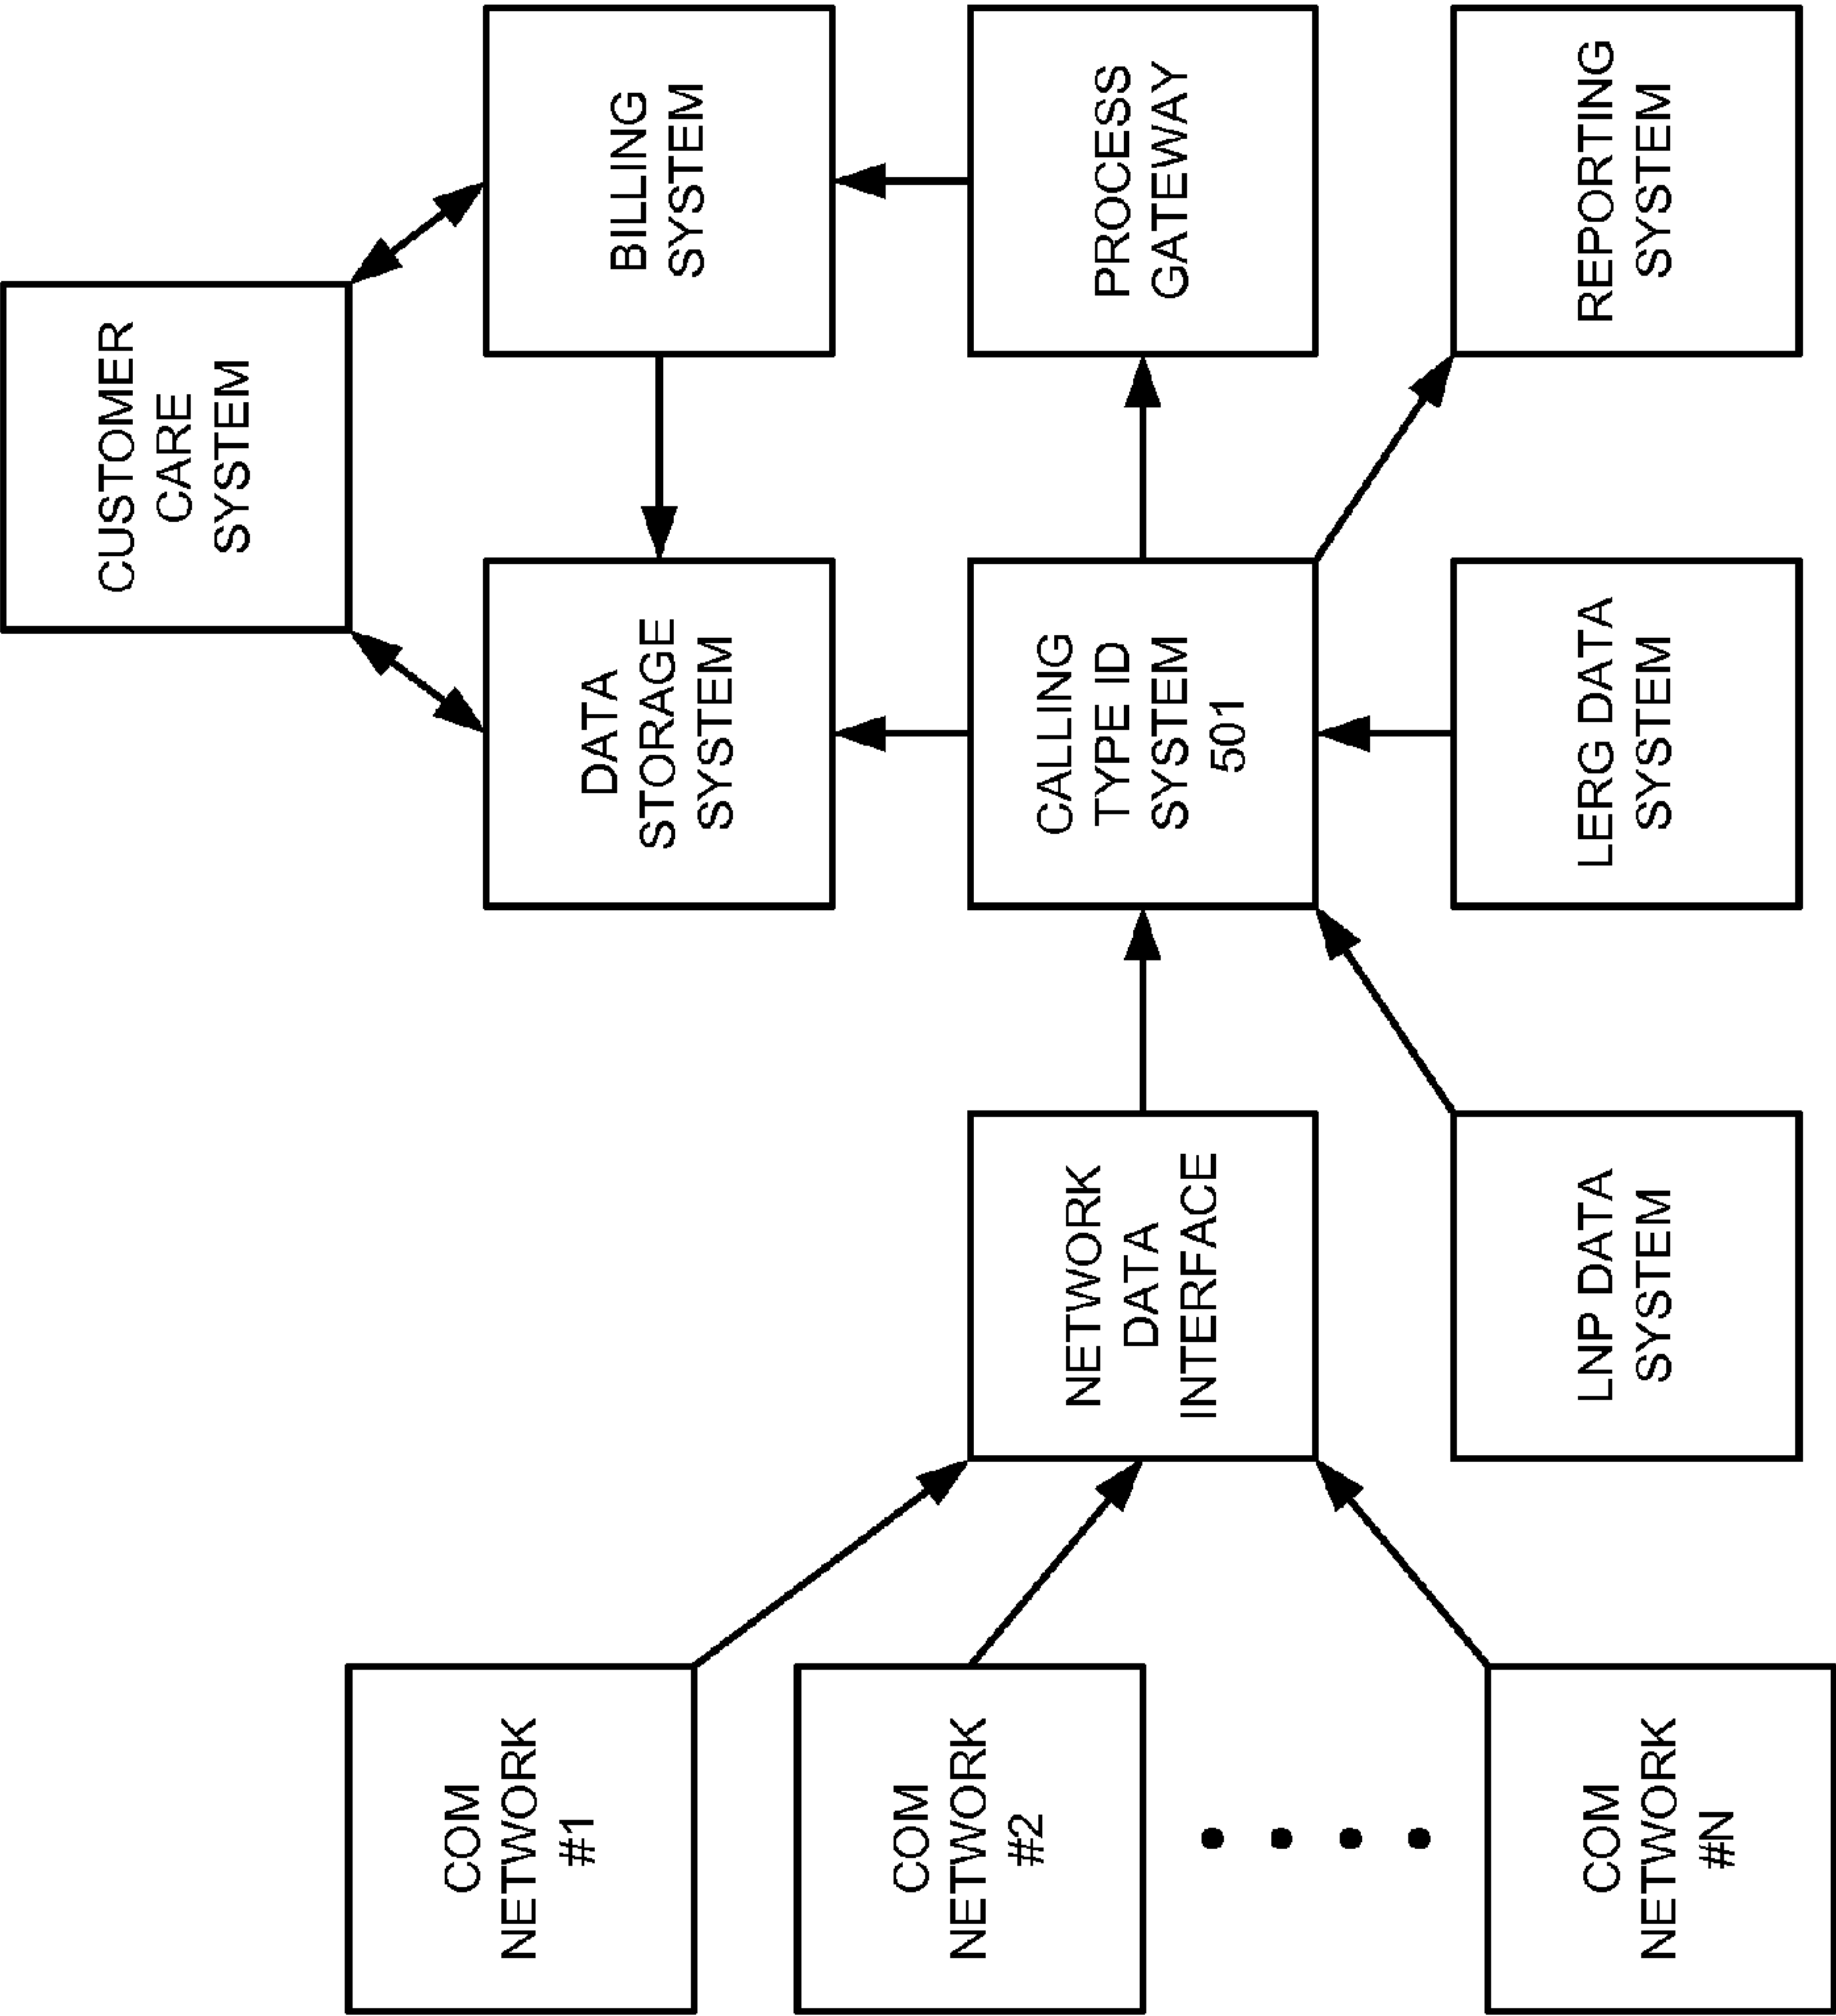 CUSTOMER
CARE
SYSTEM
DATA
STORAGE
SYSTEM
BILLING
SYSTEM
COM
NETWORK
#1
COM
NETWORK
#2
COM
NETWORK
#N
NETWORK
DATA
INTERFACE
CALLING
TYPE ID
SYSTEM
501
PROCESS
GATEWAY
LNP DATA
SYSTEM
LERG DATA
SYSTEM
REPORTING
SYSTEM